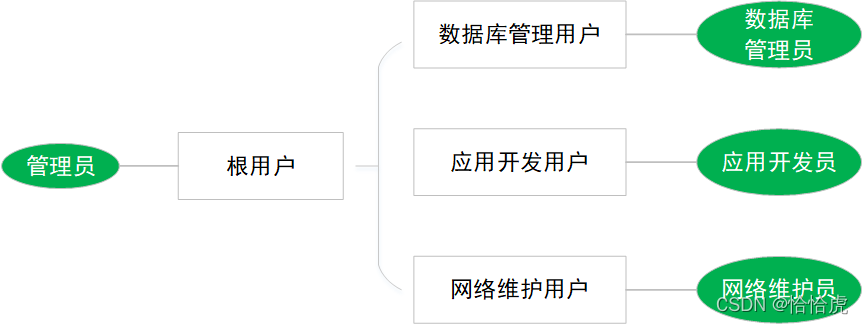 管理员
根用户
数据库管理用户
数据库
管理员
应用开发用户
应用开发员
网络维护用户
网络维护员
CSDN @恰恰虎